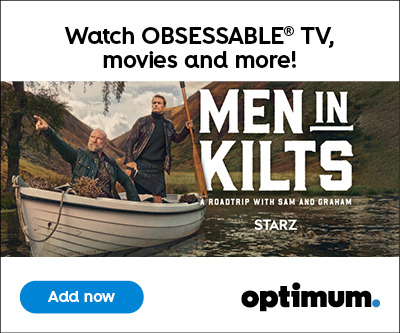 Watch OBSESSABLE® TV,
movies and more!
MEN IN
KILTS
A ROADTRIP WITH SAM AND GRAHAM
STARZ
Add now
optimum.